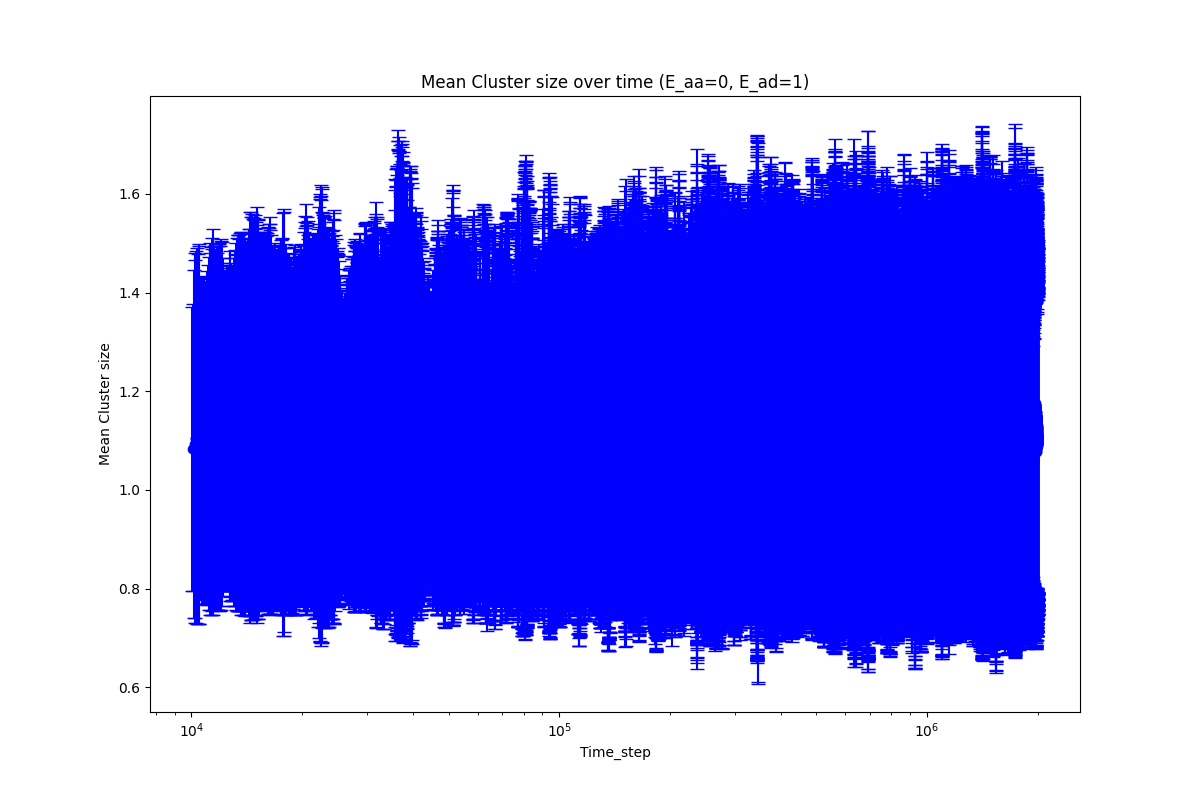 Mean Cluster size over time (E_aa=0, E_ad=1)
Mean Cluster size
1.6
1.4
1.2
1.0
0.8
0.6
10⁴ 10⁵ 10⁶
Time_step